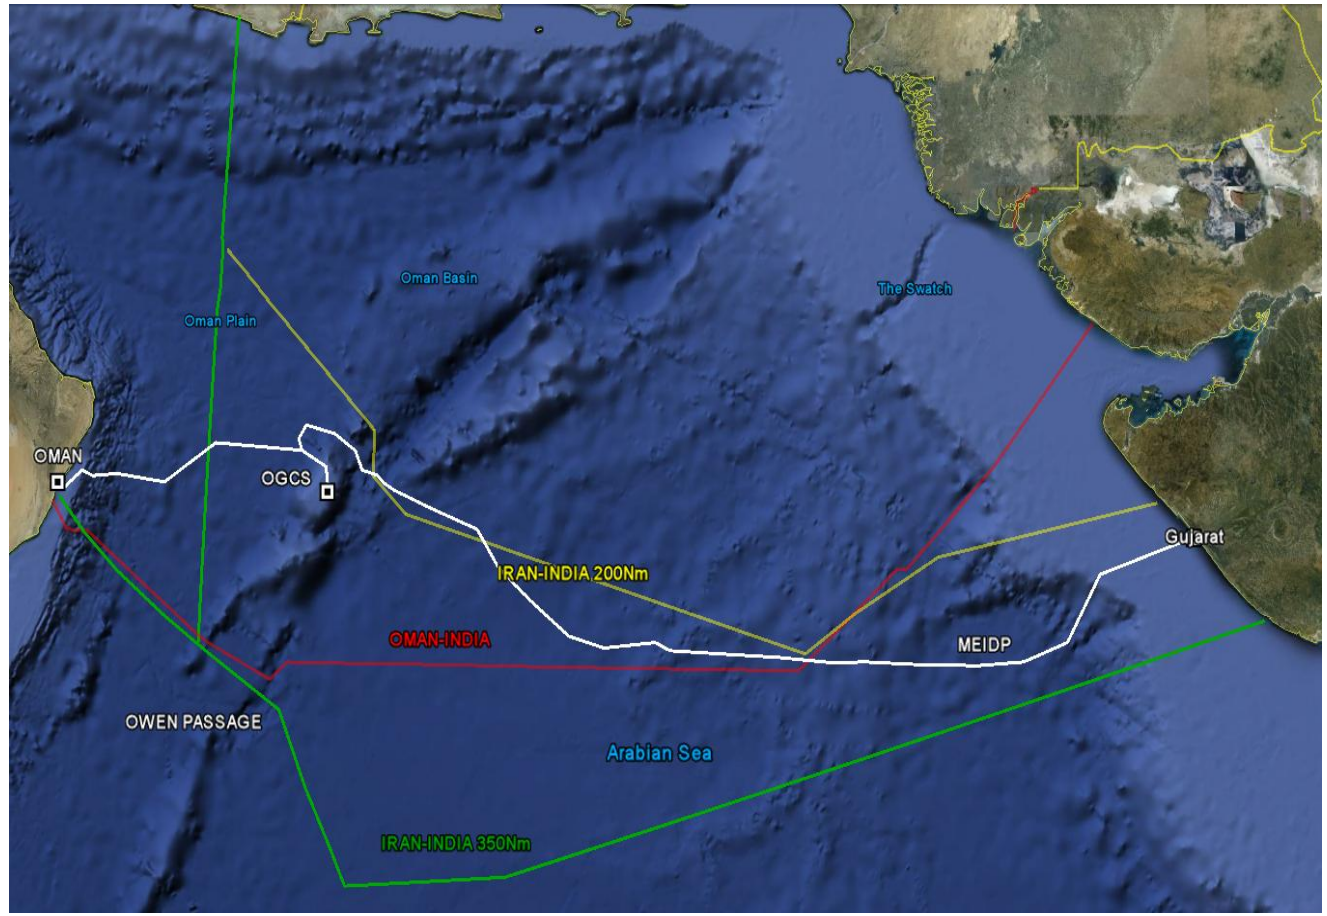 Oman Basin
The Swatch
Oman Plain
OMAN
OGCS
Gujarat
IRAN-INDIA 200Nm
OMAN-INDIA
MEIDP
OWEN PASSAGE
Arabian Sea
IRAN-INDIA 350Nm